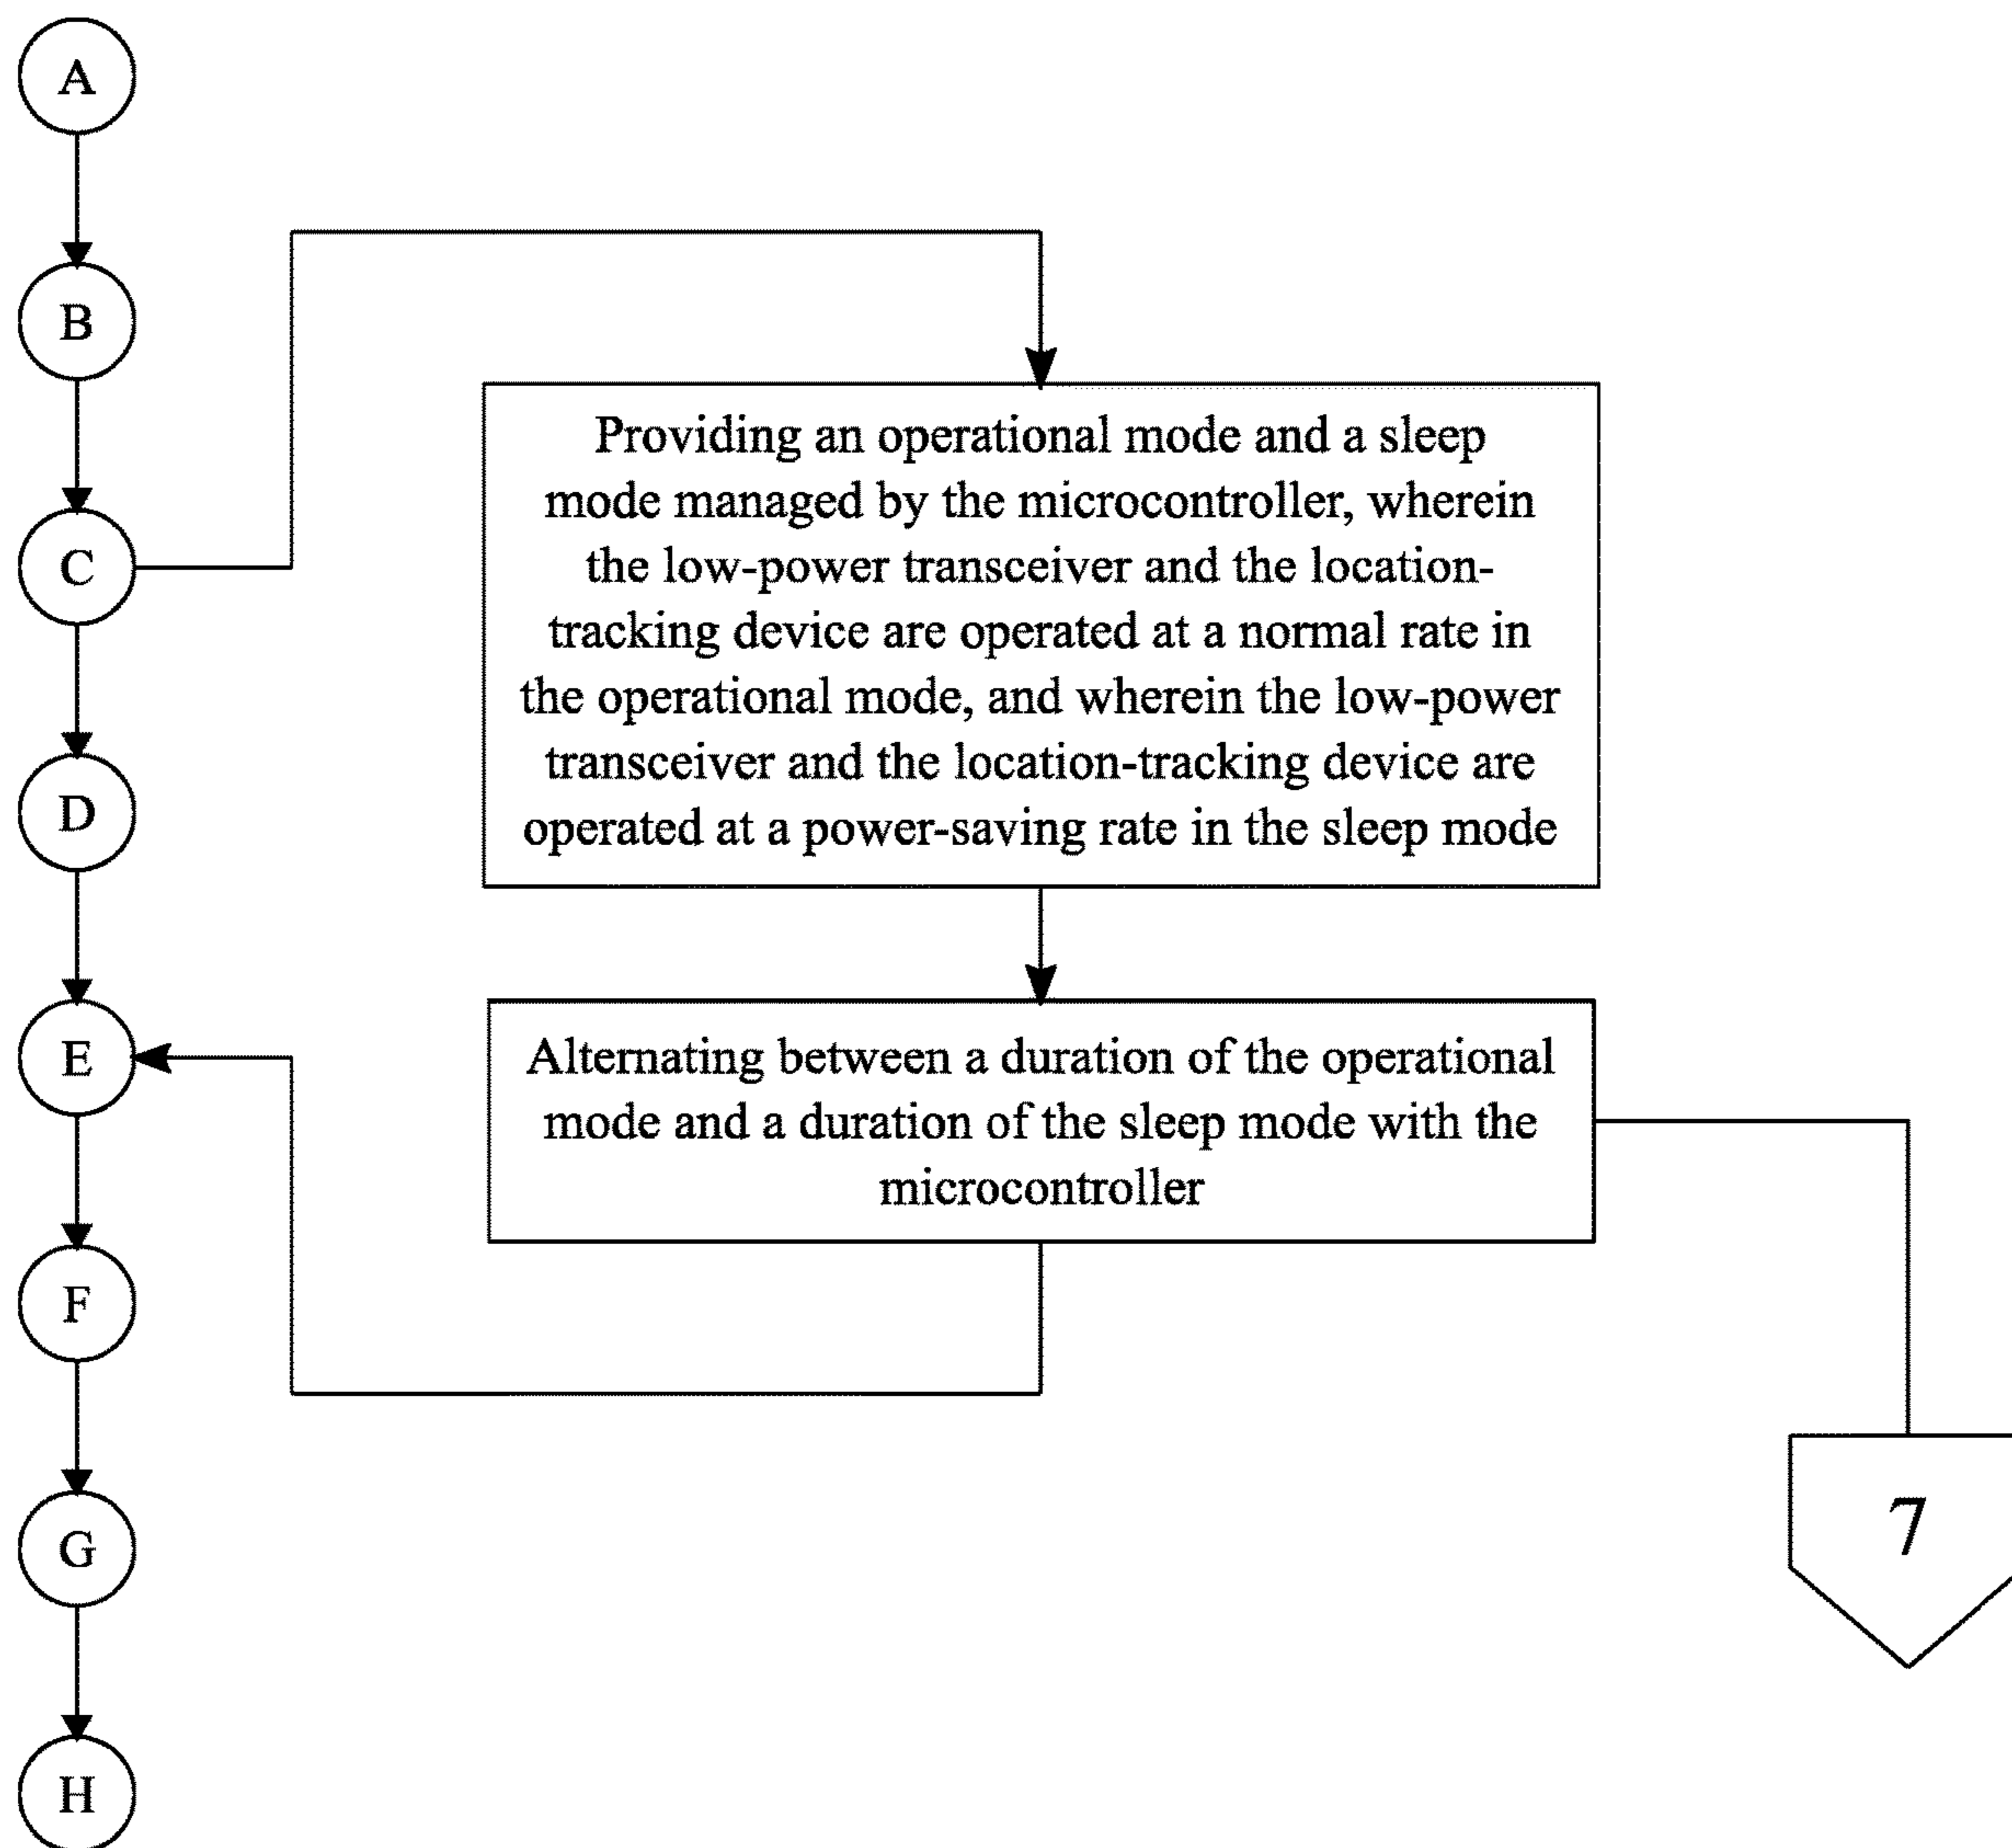 A
B
C
D
E
F
G
H
Providing an operational mode and a sleep
mode managed by the microcontroller, wherein
the low-power transceiver and the location-
tracking device are operated at a normal rate in
the operational mode, and wherein the low-power
transceiver and the location-tracking device are
operated at a power-saving rate in the sleep mode
Alternating between a duration of the operational
mode and a duration of the sleep mode with the
microcontroller
7